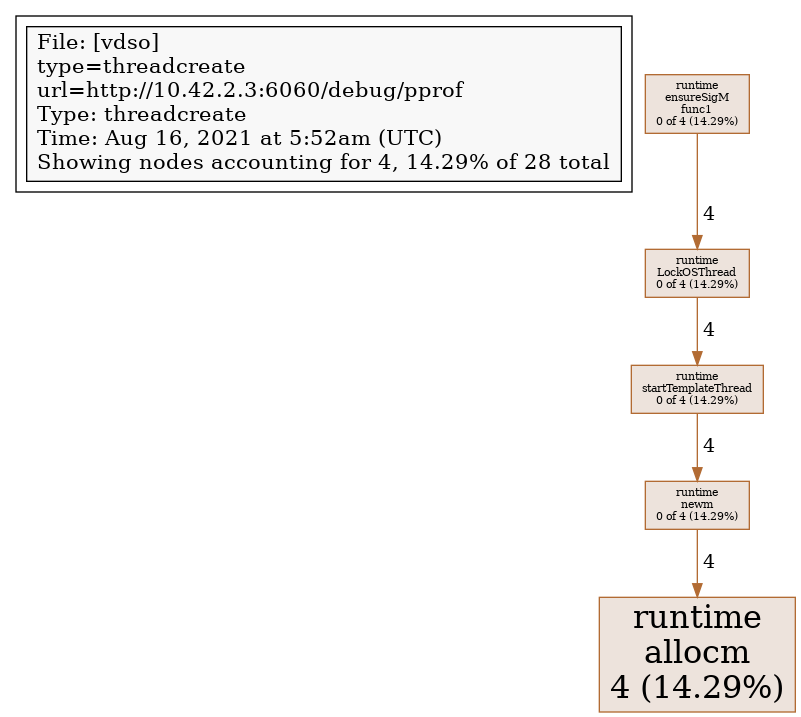 File: [vdso]
type=threadcreate
url=http://10.42.2.3:6060/debug/pprof
Type: threadcreate
Time: Aug 16, 2021 at 5:52am (UTC)
Showing nodes accounting for 4, 14.29% of 28 total
runtime
ensureSigM
func1
0 of 4 (14.29%)
4
runtime
LockOSThread
0 of 4 (14.29%)
4
runtime
startTemplateThread
0 of 4 (14.29%)
4
runtime
newm
0 of 4 (14.29%)
4
runtime
allocm
4 (14.29%)